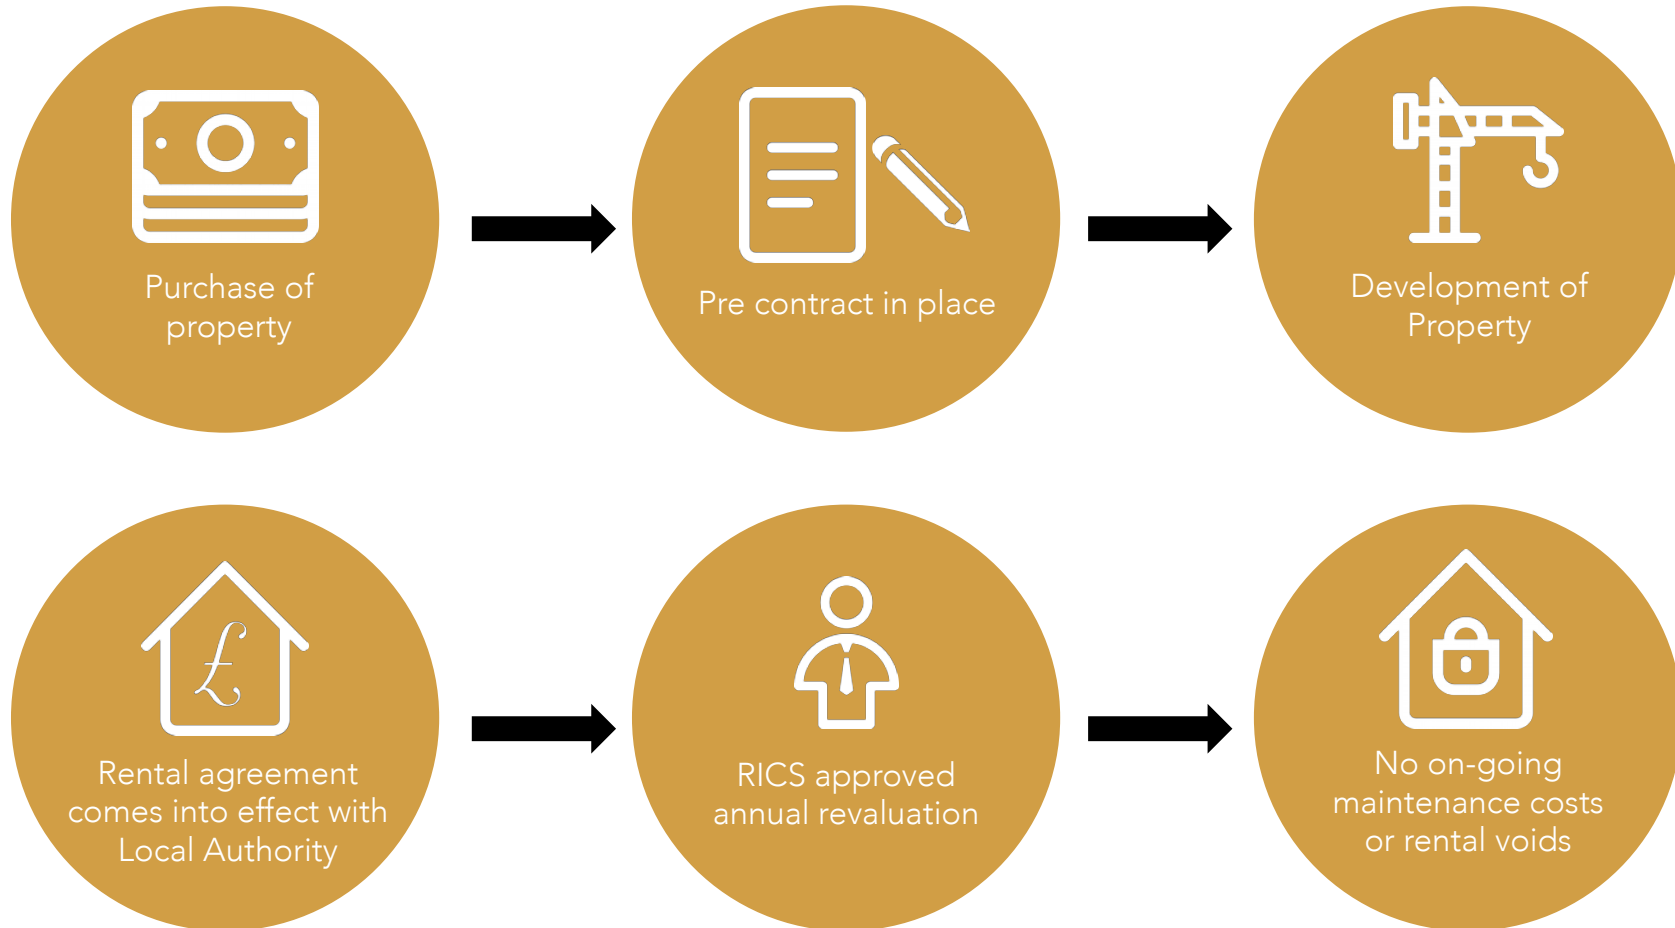 Purchase of
property
Pre contract in place
Development of
Property
£
Rental agreement
comes into effect with
Local Authority
RICS approved
annual revaluation
No on-going
maintenance costs
or rental voids